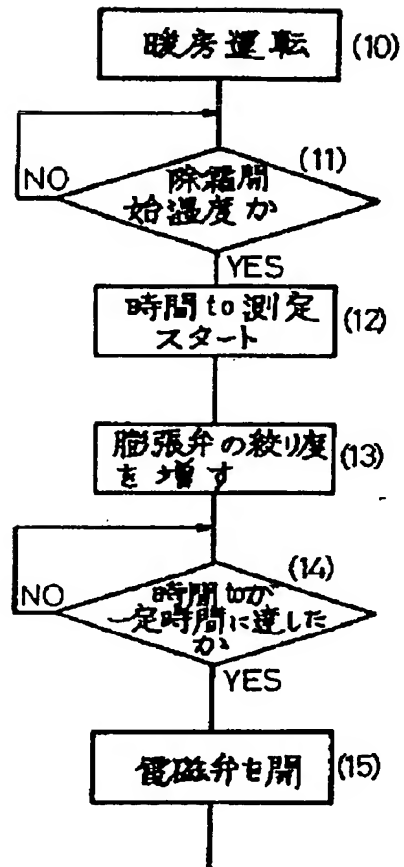 暖房運転 (10)
(11)
NO
除霜開
始温度か
YES
時間to測定
スタート
(12)
膨張弁の絞り度
を増す
(13)
(14)
NO
時間toが
一定時間に達した
か
YES
電磁弁を開 (15)